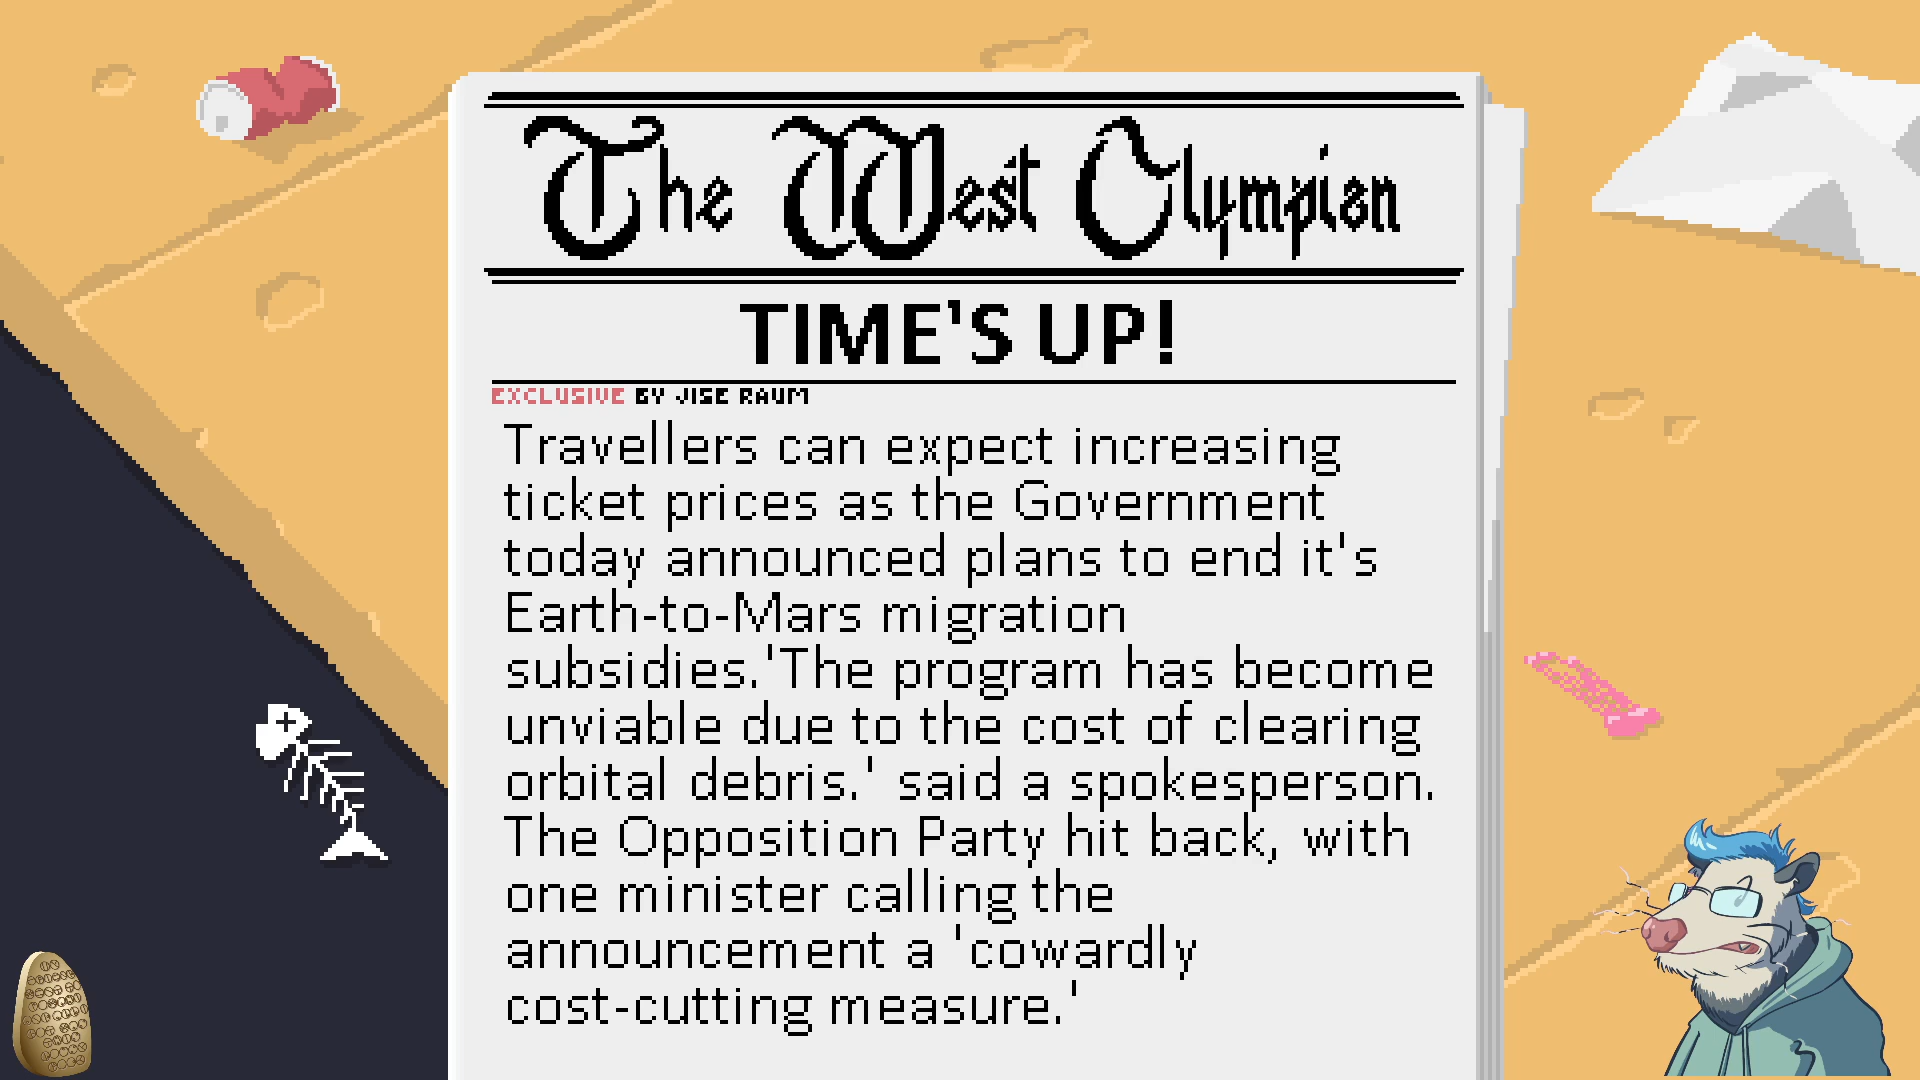 The West Olympian
TIME'S UP!
EXCLUSIVE BY JISE RAUM
Travellers can expect increasing
ticket prices as the Government
today announced plans to end it's
Earth-to-Mars migration
subsidies.'The program has become
unviable due to the cost of clearing
orbital debris.' said a spokesperson.
The Opposition Party hit back, with
one minister calling the
announcement a 'cowardly
cost-cutting measure.'